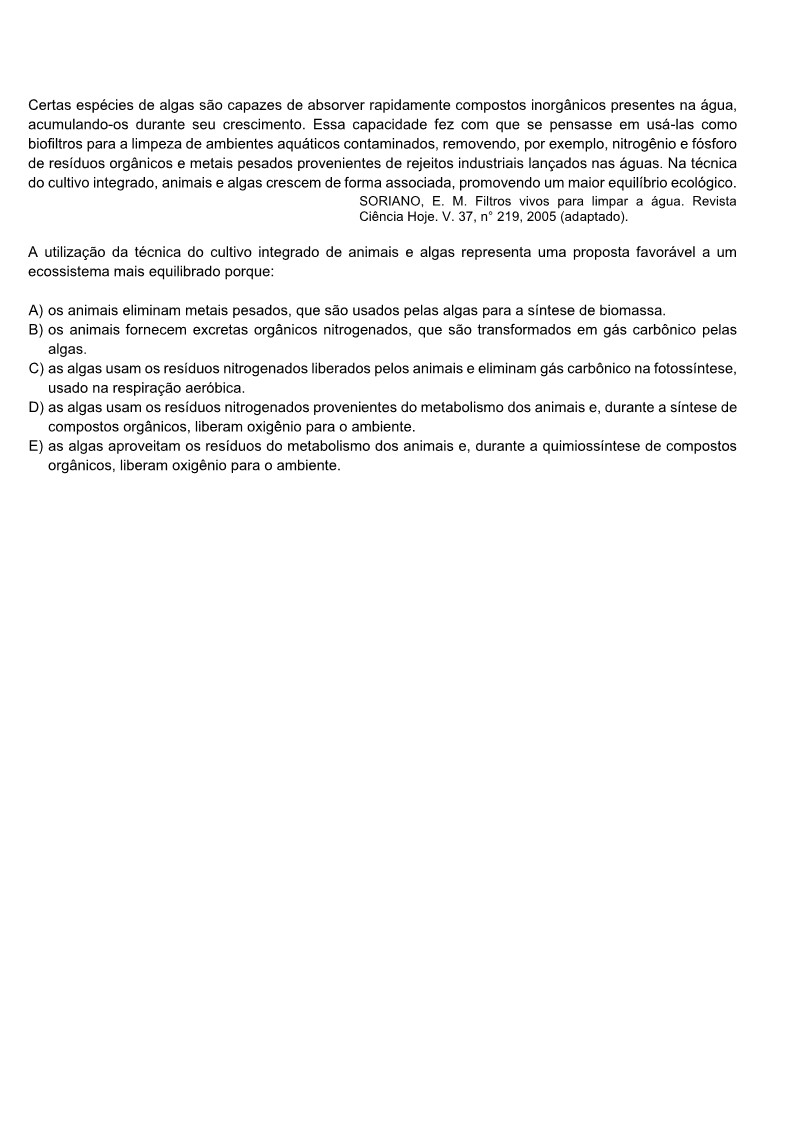 Certas espécies de algas são capazes de absorver rapidamente compostos inorgânicos presentes na água,
acumulando-os durante seu crescimento. Essa capacidade fez com que se pensasse em usá-las como
biofiltros para a limpeza de ambientes aquáticos contaminados, removendo, por exemplo, nitrogênio e fósforo
de resíduos orgânicos e metais pesados provenientes de rejeitos industriais lançados nas águas. Na técnica
do cultivo integrado, animais e algas crescem de forma associada, promovendo um maior equilíbrio ecológico.
SORIANO, E. M. Filtros vivos para limpar a água. Revista
Ciência Hoje. V. 37, n° 219, 2005 (adaptado).
A utilização da técnica do cultivo integrado de animais e algas representa uma proposta favorável a um
ecossistema mais equilibrado porque:
A) os animais eliminam metais pesados, que são usados pelas algas para a síntese de biomassa.
B) os animais fornecem excretas orgânicos nitrogenados, que são transformados em gás carbônico pelas
algas.
C) as algas usam os resíduos nitrogenados liberados pelos animais e eliminam gás carbônico na fotossíntese,
usado na respiração aeróbica.
D) as algas usam os resíduos nitrogenados provenientes do metabolismo dos animais e, durante a síntese de
compostos orgânicos, liberam oxigênio para o ambiente.
E) as algas aproveitam os resíduos do metabolismo dos animais e, durante a quimiossíntese de compostos
orgânicos, liberam oxigênio para o ambiente.